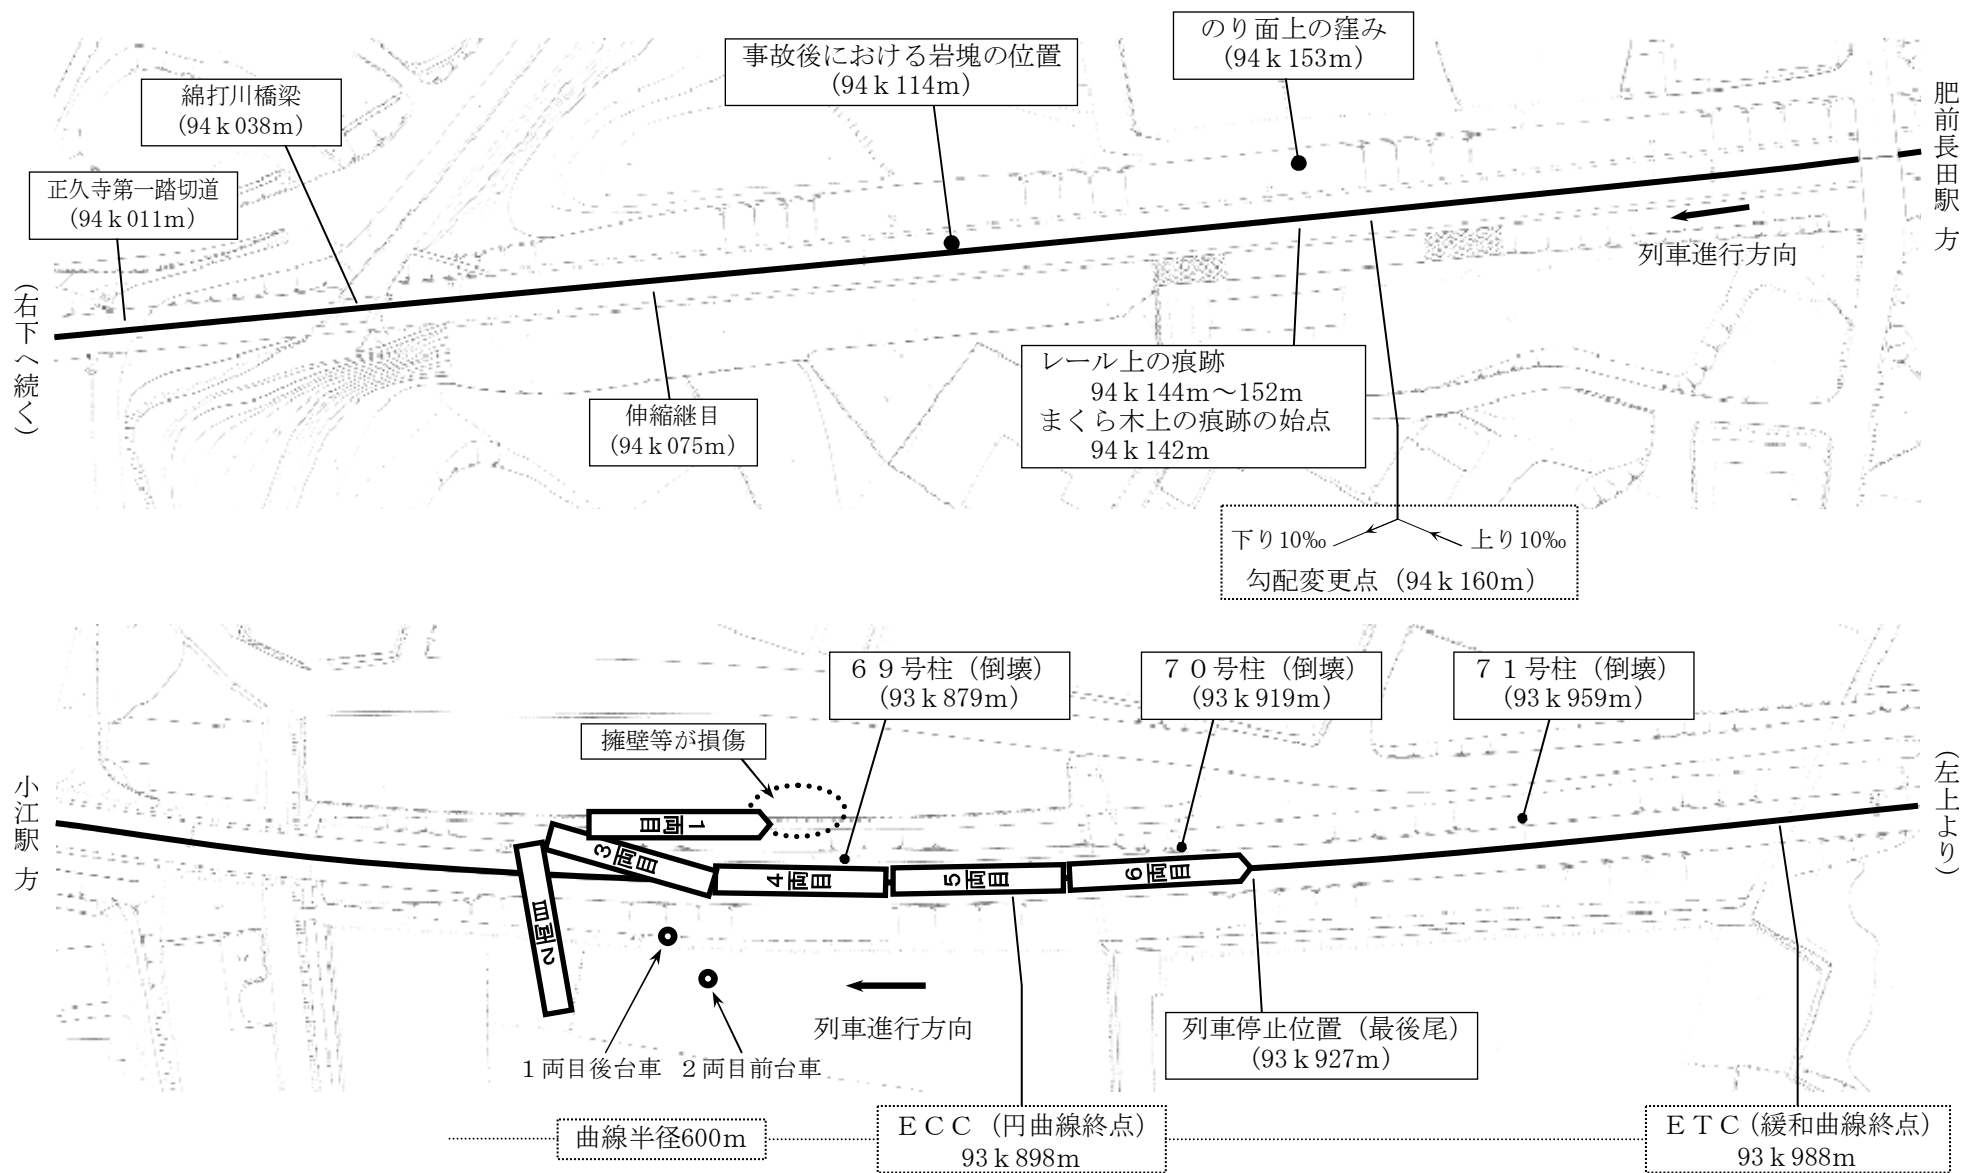 のり面上の窪み
(94ｋ153m)
事故後における岩塊の位置
(94ｋ114m)
綿打川橋梁
(94ｋ038m)
正久寺第一踏切道
(94ｋ011m)
肥前長田駅 方
列車進行方向
(右下へ続く)
レール上の痕跡
94ｋ144m～152m
まくら木上の痕跡の始点
94ｋ142m
伸縮継目
(94ｋ075m)
下り10‰
上り10‰
勾配変更点（94ｋ160m）
６９号柱（倒壊）
(93ｋ879m)
７０号柱（倒壊）
(93ｋ919m)
７１号柱（倒壊）
(93ｋ959m)
擁壁等が損傷
小江駅 方
(左上より)
１両目
３両目
４両目
５両目
６両目
２両目
列車進行方向
列車停止位置（最後尾）
(93ｋ927m)
１両目後台車
２両目前台車
曲線半径600m
ＥＣＣ（円曲線終点）
93ｋ898m
ＥＴＣ（緩和曲線終点）
93ｋ988m